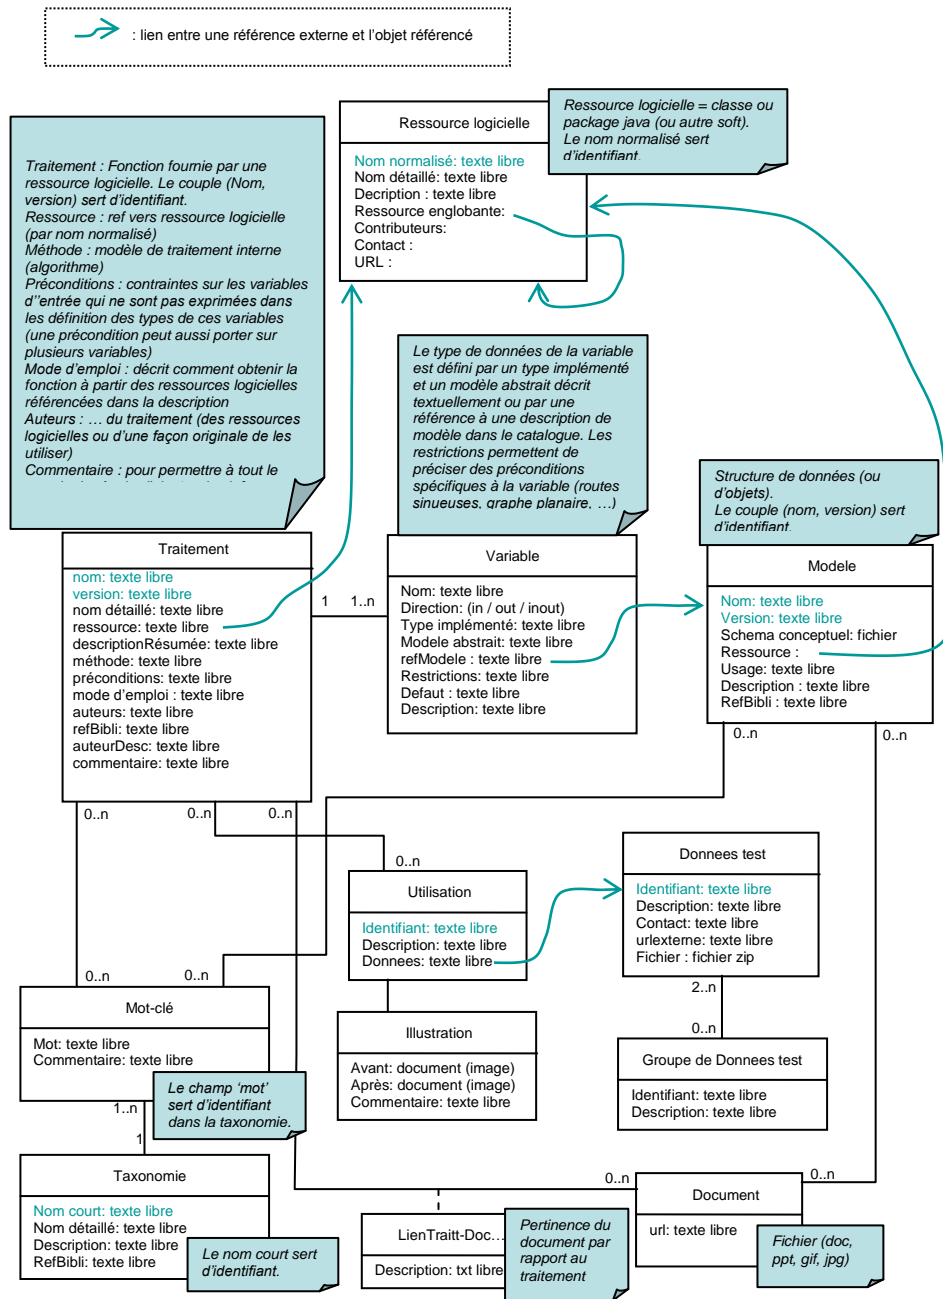 : lien entre une référence externe et l'objet référencé
Ressource logicielle
Nom normalisé: texte libre
Nom détaillé: texte libre
Decription : texte libre
Ressource englobante:
Contributeurs:
Contact :
URL :
Ressource logicielle = classe ou
package java (ou autre soft).
Le nom normalisé sert
d'identifiant.
Traitement : Fonction fournie par une
ressource logicielle. Le couple (Nom,
version) sert d'identifiant.
Ressource : ref vers ressource logicielle
(par nom normalisé)
Méthode : modèle de traitement interne
(algorithme)
Préconditions : contraintes sur les variables
d''entrée qui ne sont pas exprimées dans
les définition des types de ces variables
(une précondition peut aussi porter sur
plusieurs variables)
Mode d'emploi : décrit comment obtenir la
fonction à partir des ressources logicielles
référencées dans la description
Auteurs : … du traitement (des ressources
logicielles ou d'une façon originale de les
utiliser)
Commentaire : pour permettre à tout le
Le type de données de la variable
est défini par un type implémenté
et un modèle abstrait décrit
textuellement ou par une
référence à une description de
modèle dans le catalogue. Les
restrictions permettent de
préciser des préconditions
spécifiques à la variable (routes
sinueuses, graphe planaire, …)
Structure de données (ou
d'objets).
Le couple (nom, version) sert
d'identifiant.
Traitement
nom: texte libre
version: texte libre
nom détaillé: texte libre
ressource: texte libre
descriptionRésumée: texte libre
méthode: texte libre
préconditions: texte libre
mode d'emploi : texte libre
auteurs: texte libre
refBibli: texte libre
auteurDesc: texte libre
commentaire: texte libre
1 1..n
Variable
Nom: texte libre
Direction: (in / out / inout)
Type implémenté: texte libre
Modele abstrait: texte libre
refModele : texte libre
Restrictions: texte libre
Defaut : texte libre
Description: texte libre
Modele
Nom: texte libre
Version: texte libre
Schema conceptuel: fichier
Ressource :
Usage: texte libre
Description : texte libre
RefBibli : texte libre
0..n 0..n
0..n 0..n 0..n
0..n
Utilisation
Identifiant: texte libre
Description: texte libre
Donnees: texte libre
Donnees test
Identifiant: texte libre
Description: texte libre
Contact: texte libre
urlexterne: texte libre
Fichier : fichier zip
2..n
0..n
0..n 0..n
Mot-clé
Mot: texte libre
Commentaire: texte libre
Le champ 'mot'
sert d'identifiant
dans la taxonomie.
Illustration
Avant: document (image)
Après: document (image)
Commentaire: texte libre
Groupe de Donnees test
Identifiant: texte libre
Description: texte libre
1..n
1
Taxonomie
Nom court: texte libre
Nom détaillé: texte libre
Description: texte libre
RefBibli: texte libre
Le nom court sert
d'identifiant.
0..n 0..n
LienTraitt-Doc…
Description: txt libre
Pertinence du
document par
rapport au
traitement
Document
url: texte libre
Fichier (doc,
ppt, gif, jpg)